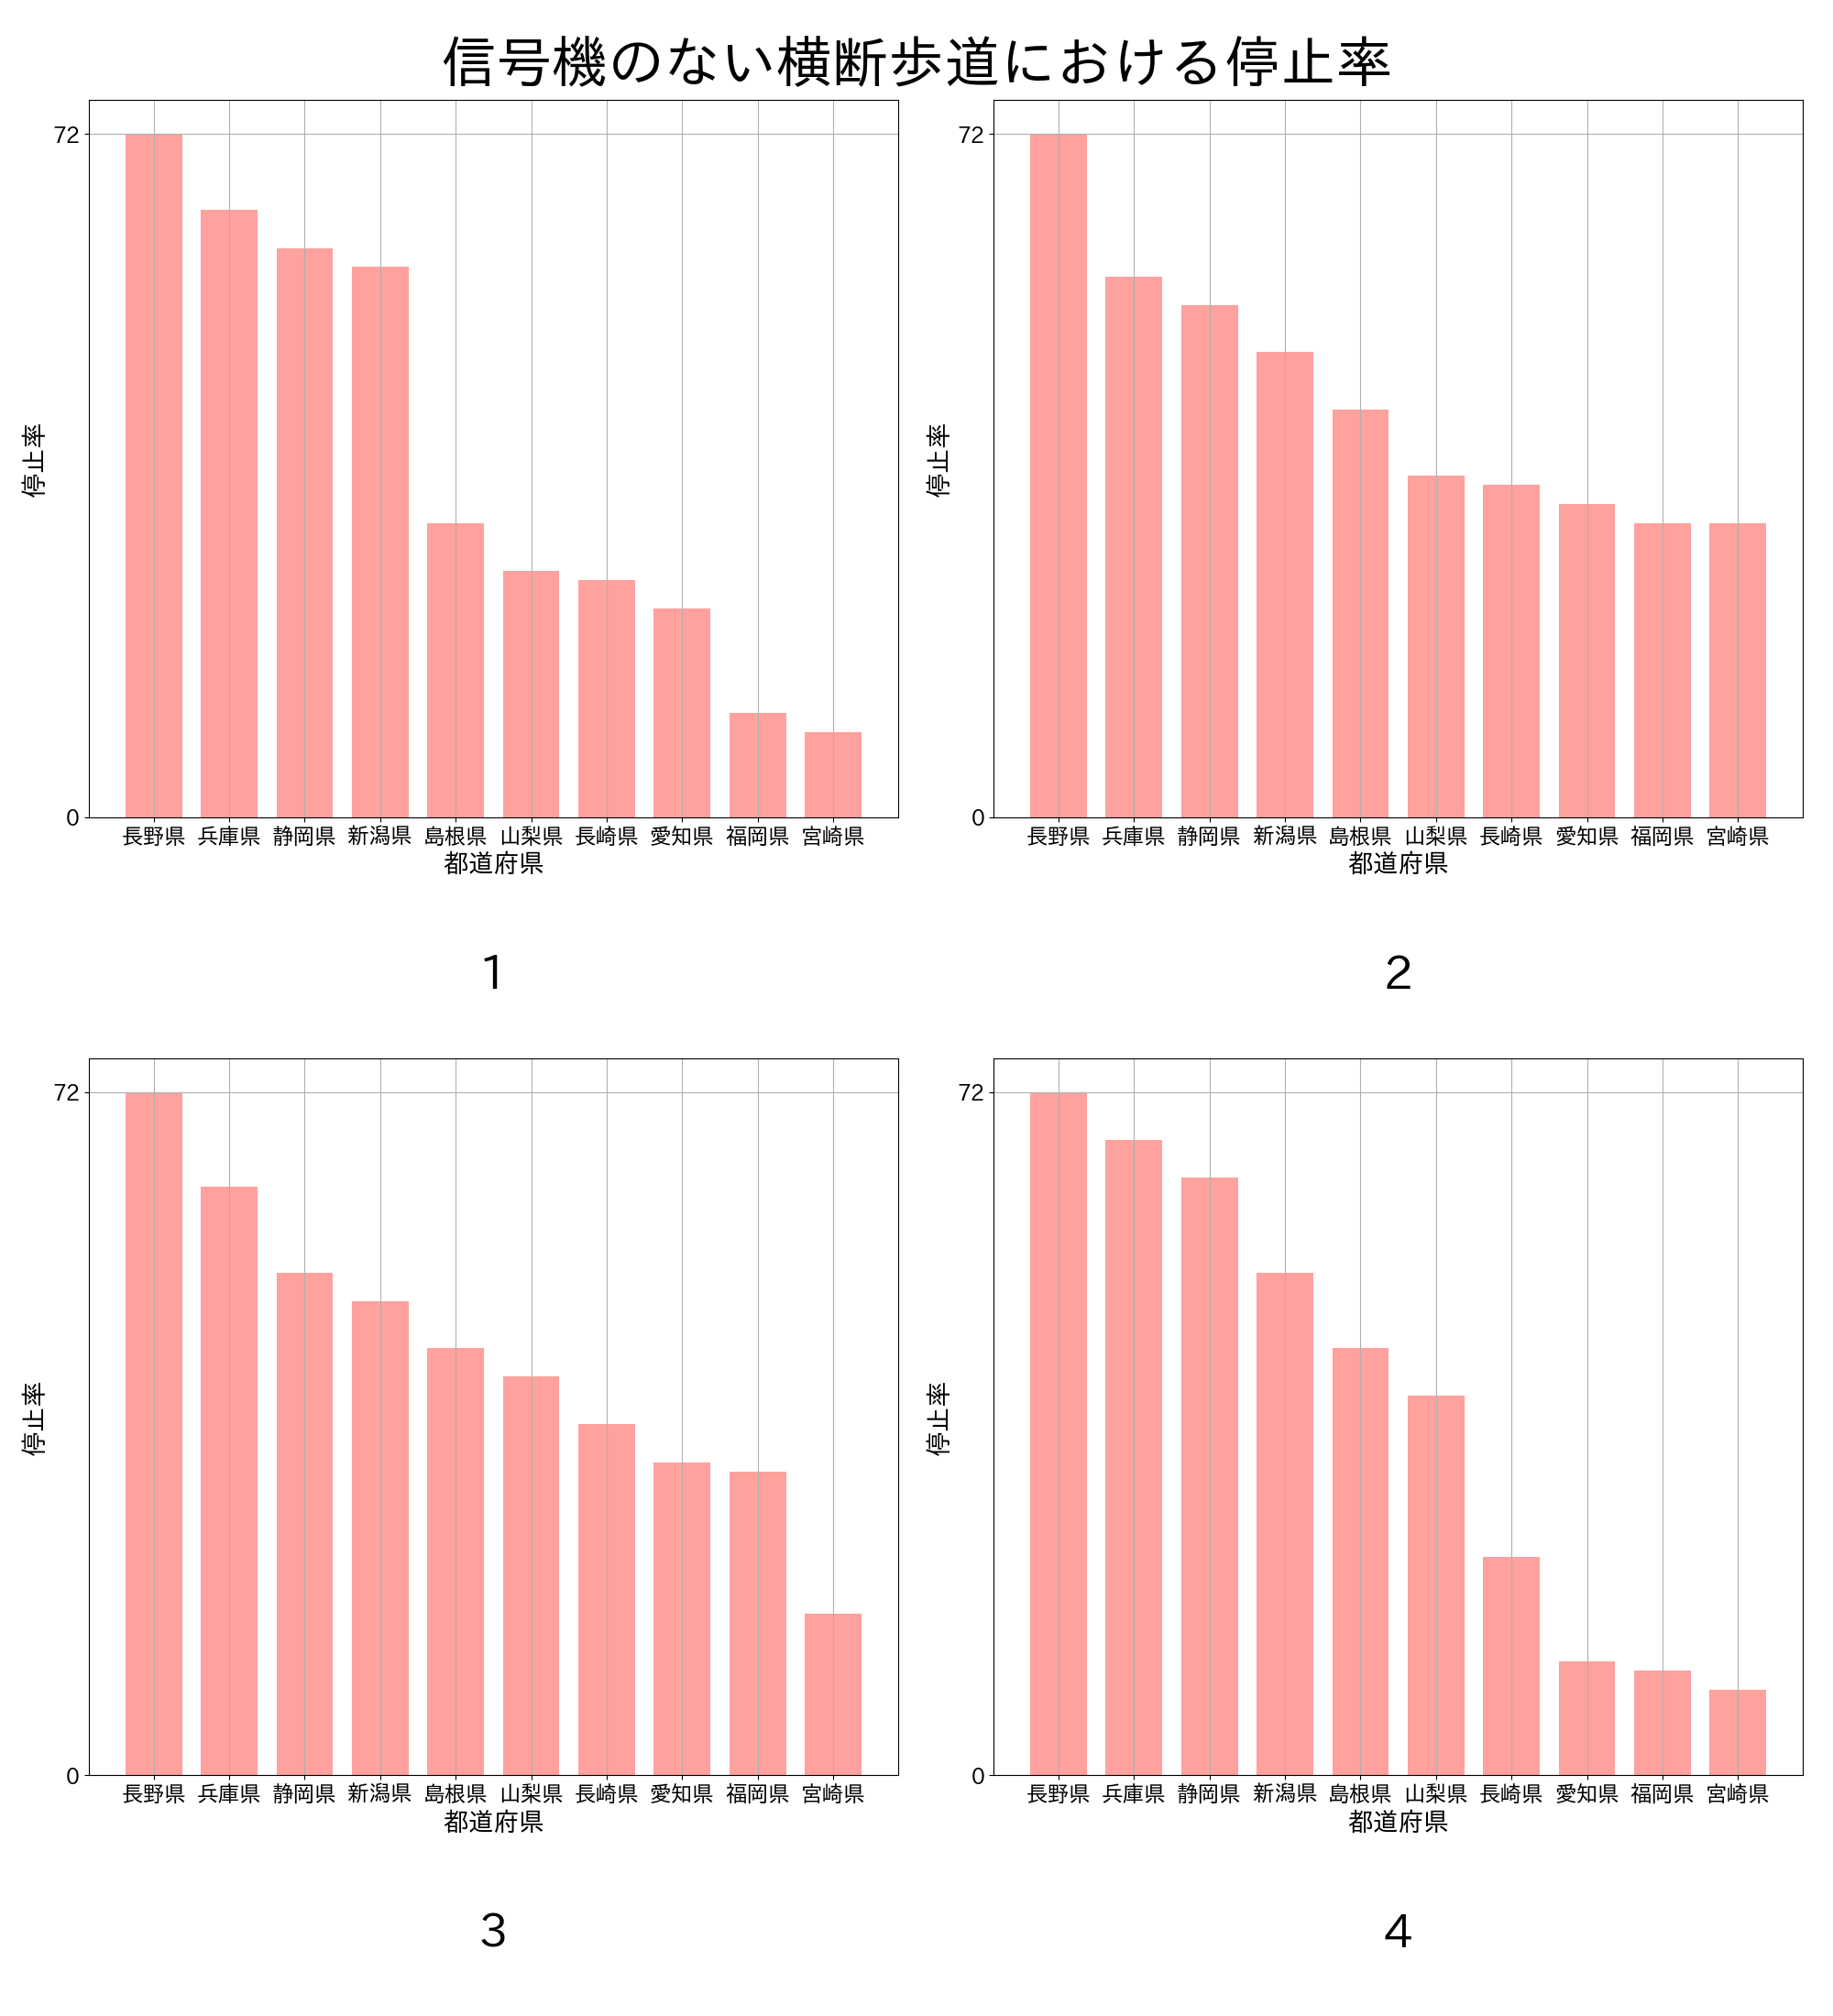 信号機のない横断歩道における停止率
72
停止率
0
長野県 兵庫県 静岡県 新潟県 島根県 山梨県 長崎県 愛知県 福岡県 宮崎県
都道府県
1
72
停止率
0
長野県 兵庫県 静岡県 新潟県 島根県 山梨県 長崎県 愛知県 福岡県 宮崎県
都道府県
2
72
停止率
0
長野県 兵庫県 静岡県 新潟県 島根県 山梨県 長崎県 愛知県 福岡県 宮崎県
都道府県
3
72
停止率
0
長野県 兵庫県 静岡県 新潟県 島根県 山梨県 長崎県 愛知県 福岡県 宮崎県
都道府県
4